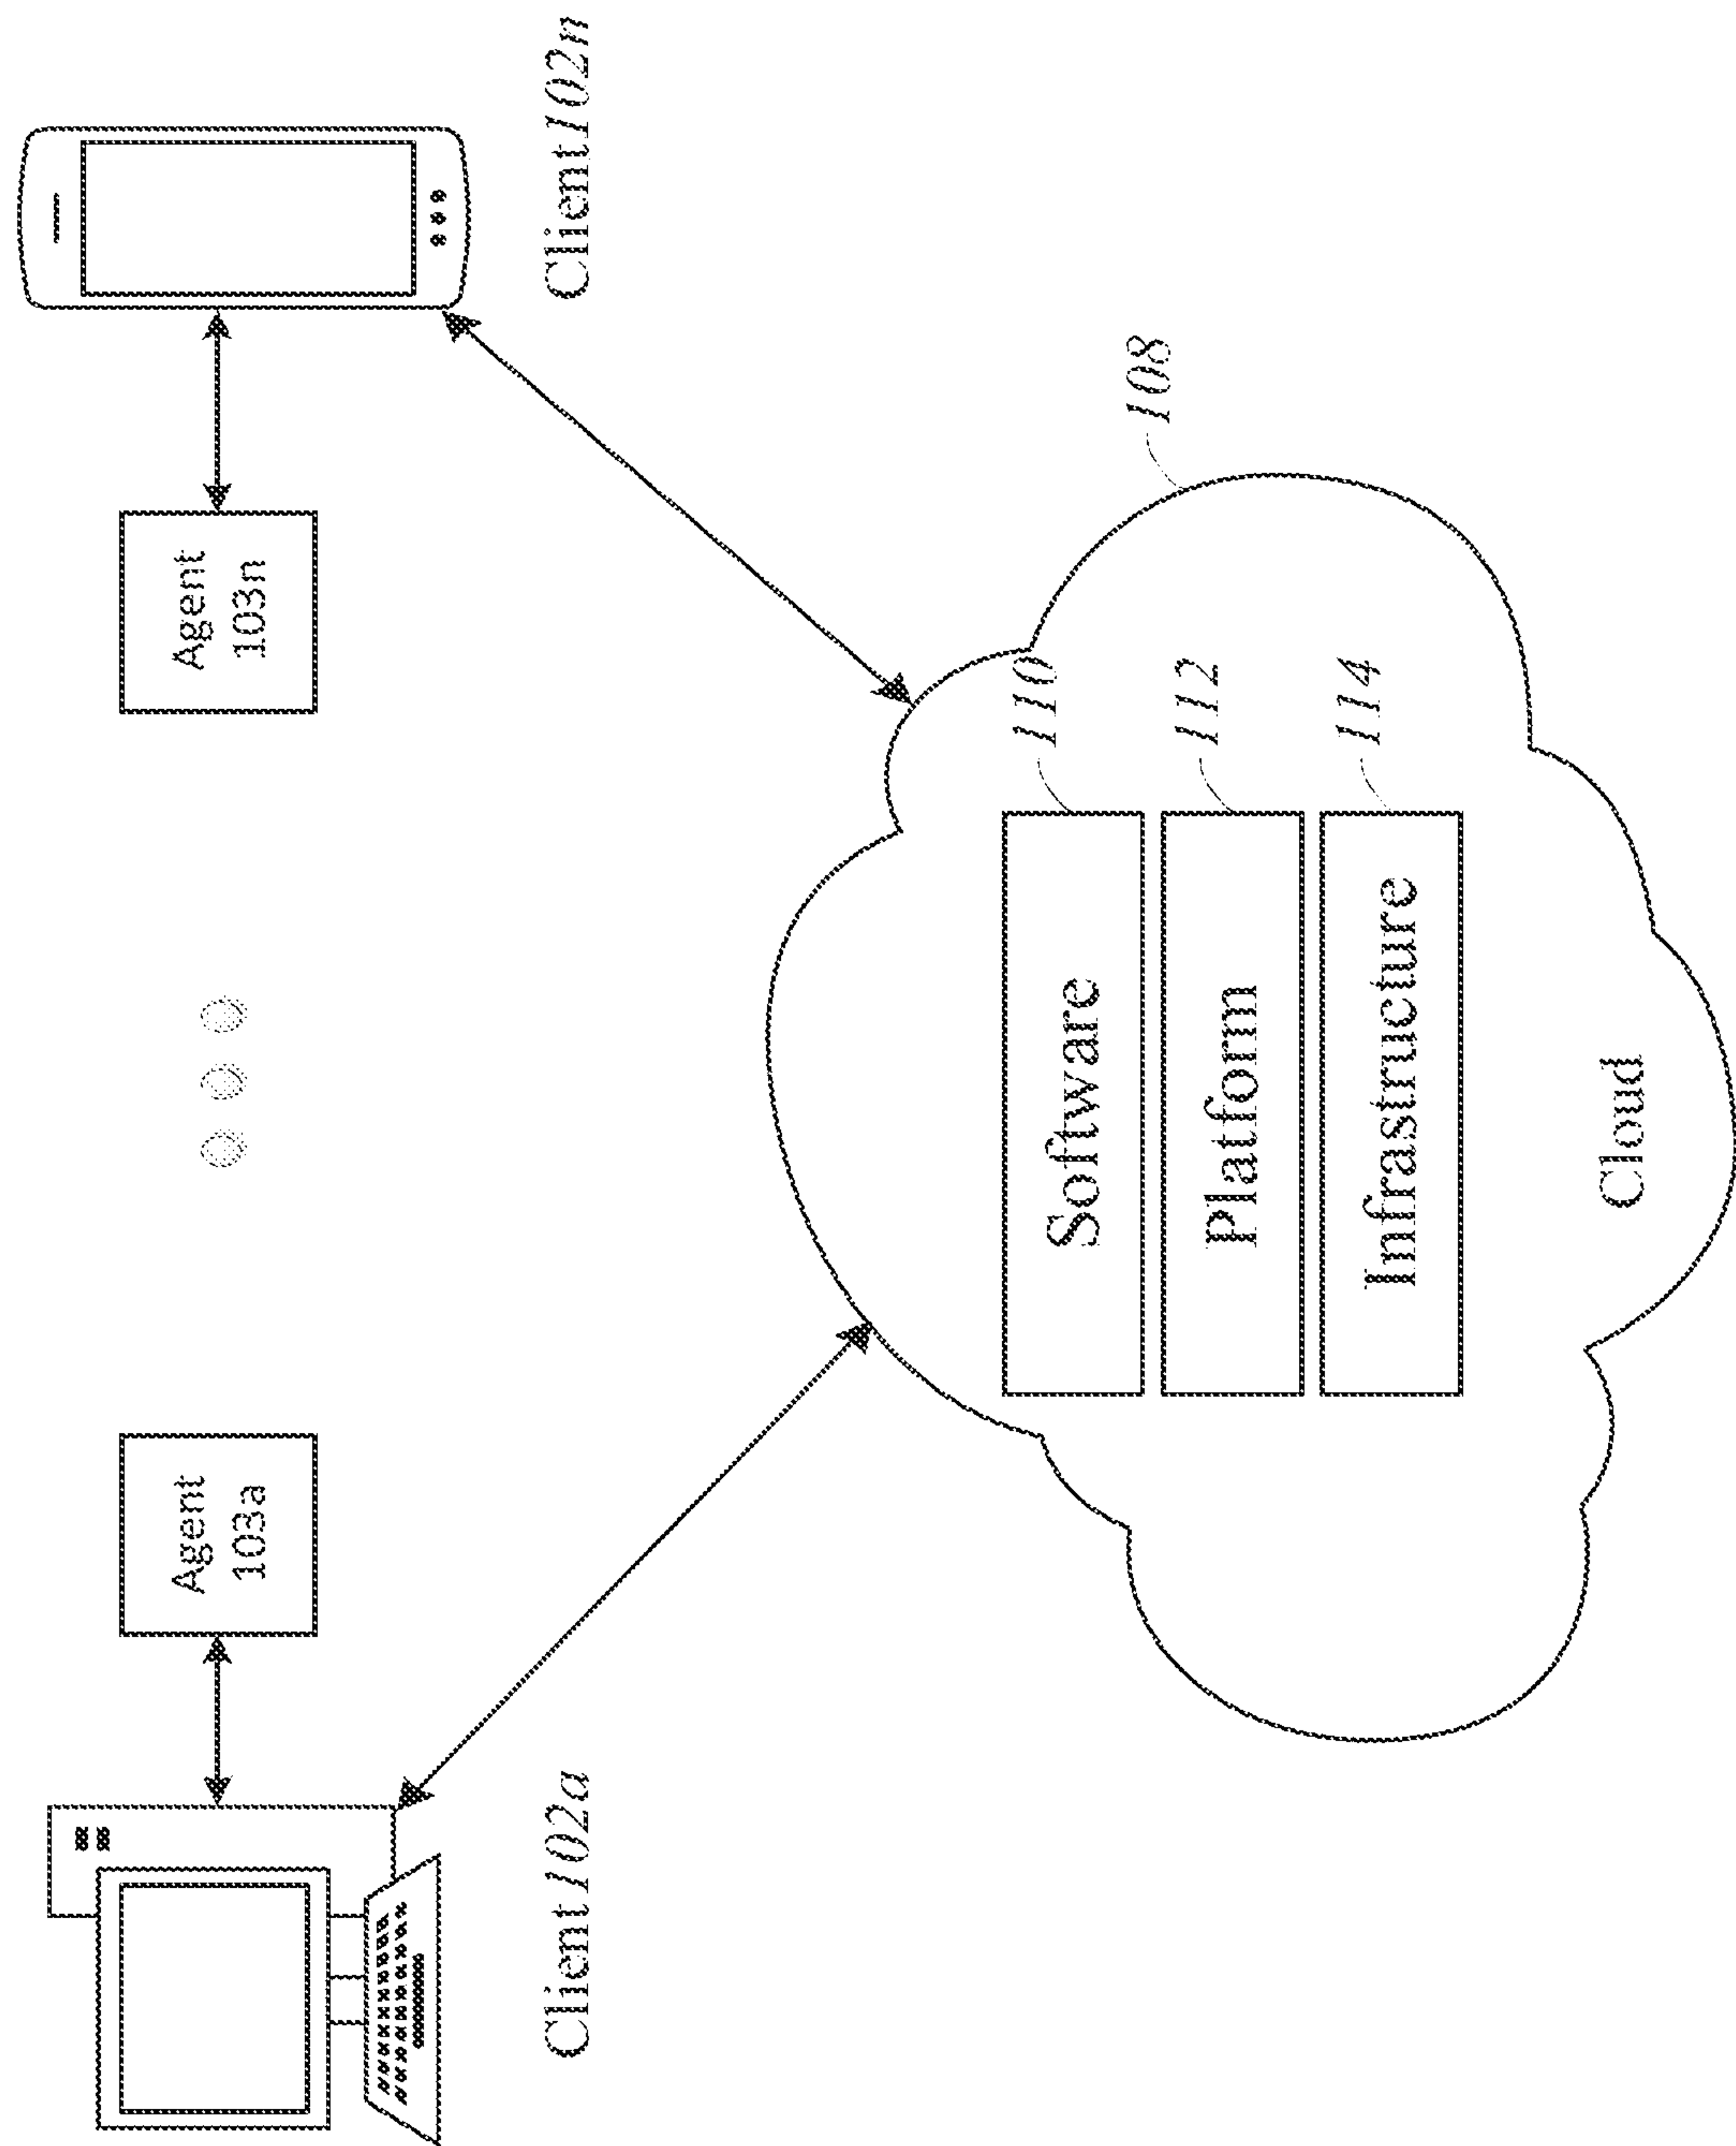 Agent
103a
Agent
103n
Client 102a
Client 102n
108
Software
110
Platform
112
Infrastructure
114
Cloud